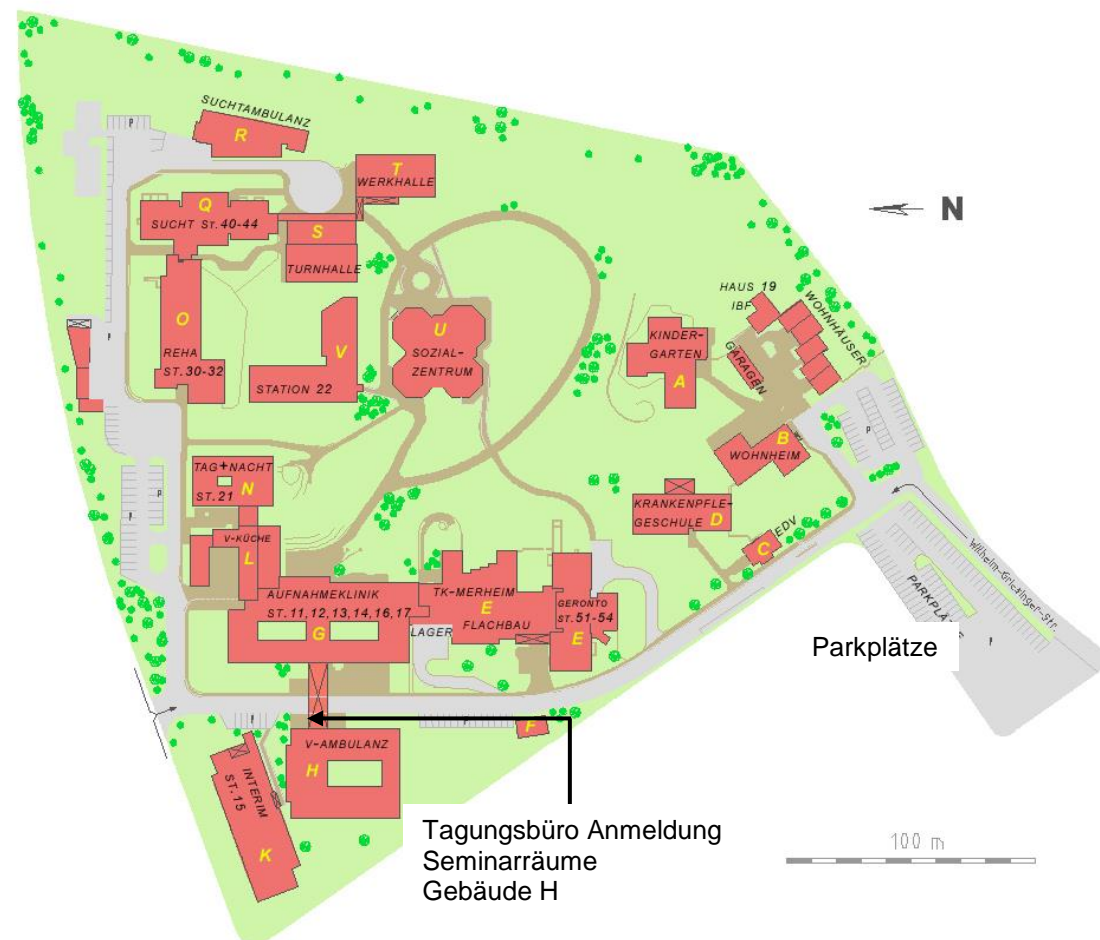 SUCHTAMBULANZ
R
T
WERKHALLE
P
Q
SUCHT ST.40-44
S
TURNHALLE
N
HAUS 19
IBF
WOHNHÄUSER
O
REHA
ST.30-32
V
STATION 22
U
SOZIAL-
ZENTRUM
KINDER-
GARTEN
A
GARAGEN
P
P
B
WOHNHEIM
TAG+NACHT
ST.21 N
P
KRANKENPFLE-
GESCHULE D
V-KÜCHE
L
EDV
C
Wilhelm-Griesinger-Str.
AUFNAHMEKLINIK
ST.11,12,13,14,16,17
G
TK-MERHEIM
E
FLACHBAU
LAGER
GERONTO
ST.51-54
E
PARKPLÄTZE
P
Parkplätze
P
P
F
V-AMBULANZ
H
INTERIM
ST.15
K
Tagungsbüro Anmeldung
Seminarräume
Gebäude H
100 m